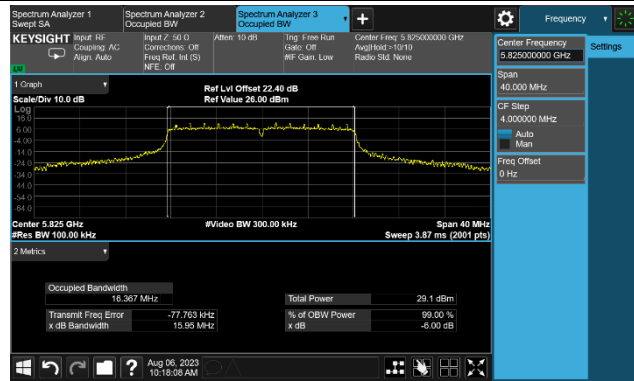 Spectrum Analyzer 1
Swept SA
Spectrum Analyzer 2
Occupied BW
Spectrum Analyzer 3
Occupied BW
+
Frequency
KEYSIGHT
Input: RF
Coupling: AC
Align: Auto
Input Z: 50 Ω
Corrections: Off
Freq Ref: Int (S)
NFE: Off
Atten: 10 dB
Trig: Free Run
Gate: Off
#IF Gain: Low
Center Freq: 5.825000000 GHz
Avg|Hold:>10/10
Radio Std: None
Center Frequency
5.825000000 GHz
Settings
Span
40.000 MHz
CF Step
4.000000 MHz
Auto
Man
Freq Offset
0 Hz
1 Graph
Scale/Div 10.0 dB
Ref Lvl Offset 22.40 dB
Ref Value 26.00 dBm
Log
16.0
6.00
-4.00
-14.0
-24.0
-34.0
-44.0
-54.0
-64.0
Center 5.825 GHz
#Res BW 100.00 kHz
#Video BW 300.00 kHz
Span 40 MHz
Sweep 3.87 ms (2001 pts)
2 Metrics
Occupied Bandwidth
16.367 MHz
Total Power 29.1 dBm
Transmit Freq Error -77.763 kHz
% of OBW Power 99.00 %
x dB Bandwidth 15.95 MHz
x dB -6.00 dB
?
Aug 06, 2023
10:18:08 AM